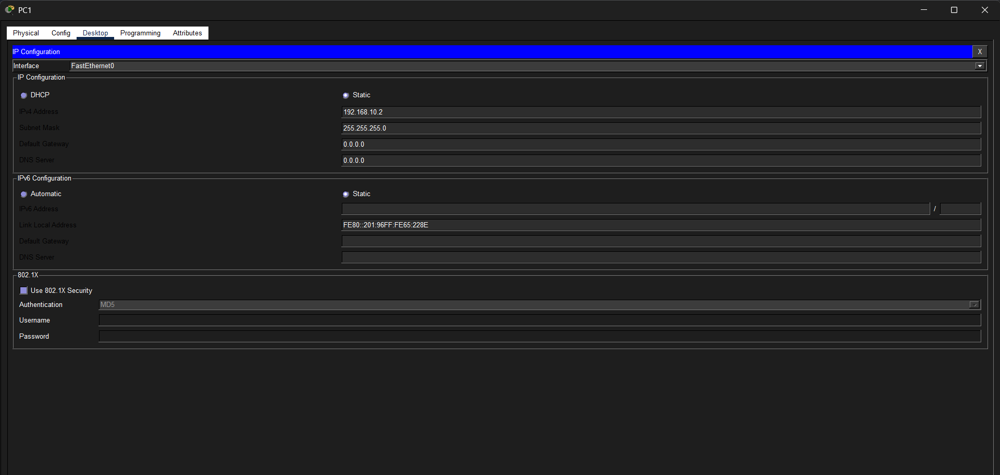 PC1
Physical Config Desktop Programming Attributes
IP Configuration X
Interface FastEthernet0
IP Configuration
DHCP Static
IPv4 Address 192.168.10.2
Subnet Mask 255.255.255.0
Default Gateway 0.0.0.0
DNS Server 0.0.0.0
IPv6 Configuration
Automatic Static
IPv6 Address /
Link Local Address FE80::201:96FF:FE65:228E
Default Gateway
DNS Server
802.1X
Use 802.1X Security
Authentication MD5
Username
Password